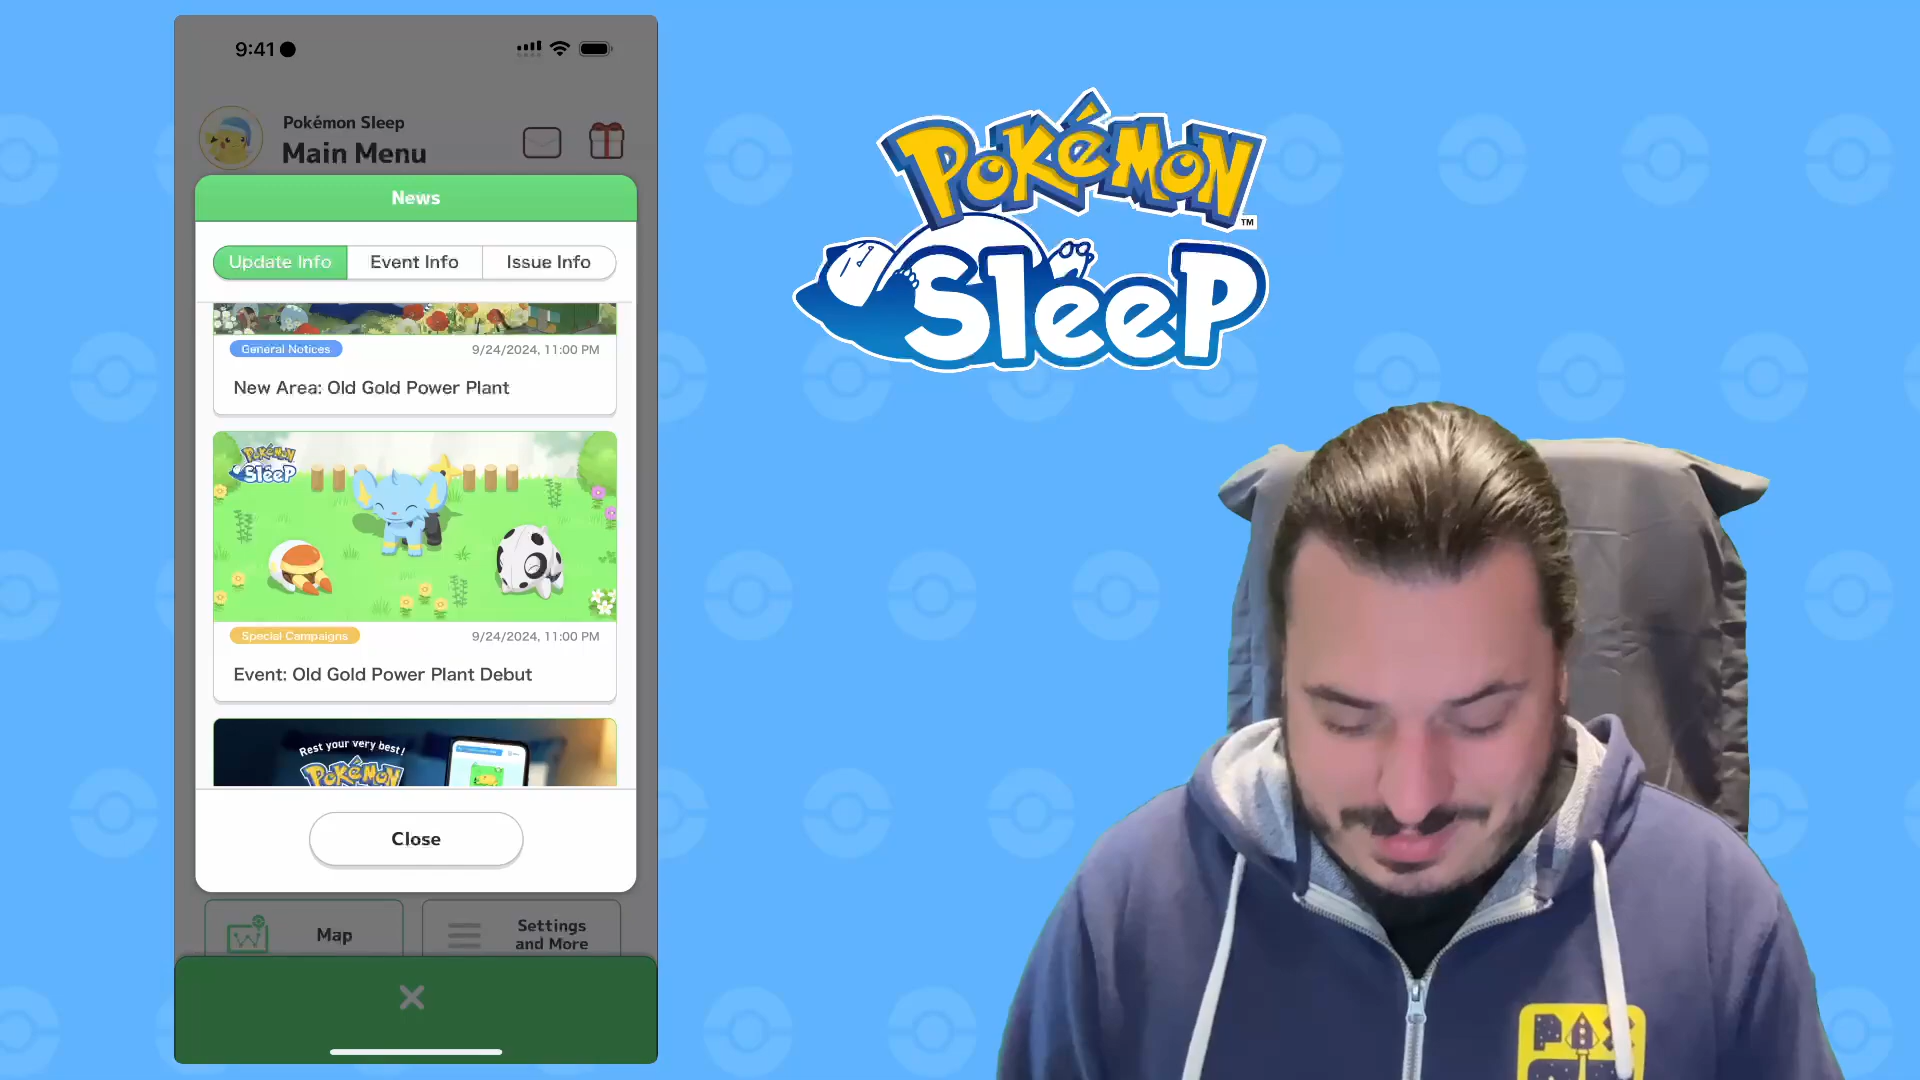 9:41
Pokémon Sleep
Main Menu
News
Update Info
Event Info
Issue Info
General Notices
9/24/2024, 11:00 PM
New Area: Old Gold Power Plant
POKéMON
SleeP
Special Campaigns
9/24/2024, 11:00 PM
Event: Old Gold Power Plant Debut
Rest your very best!
POKéMON
Close
Map
Settings
and More
POKéMON
TM
SleeP
PAX